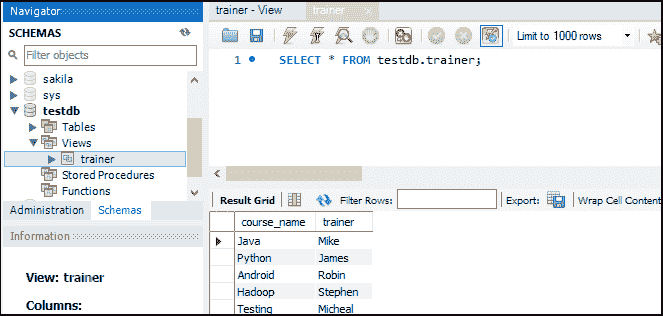 Navigator
SCHEMAS
Filter objects
sakila
sys
testdb
Tables
Views
trainer
Stored Procedures
Functions
Administration Schemas
Information
View: trainer
Columns:
trainer - View trainer
Limit to 1000 rows
1 SELECT * FROM testdb.trainer;
Result Grid Filter Rows: Export: Wrap Cell Content
course_name trainer
Java Mike
Python James
Android Robin
Hadoop Stephen
Testing Micheal